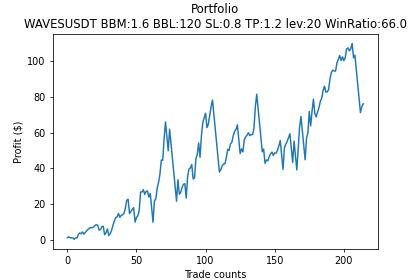 Portfolio
WAVESUSDT BBM:1.6 BBL:120 SL:0.8 TP:1.2 lev:20 WinRatio:66.0
100
80
60
40
20
0
Profit ($)
0 50 100 150 200
Trade counts